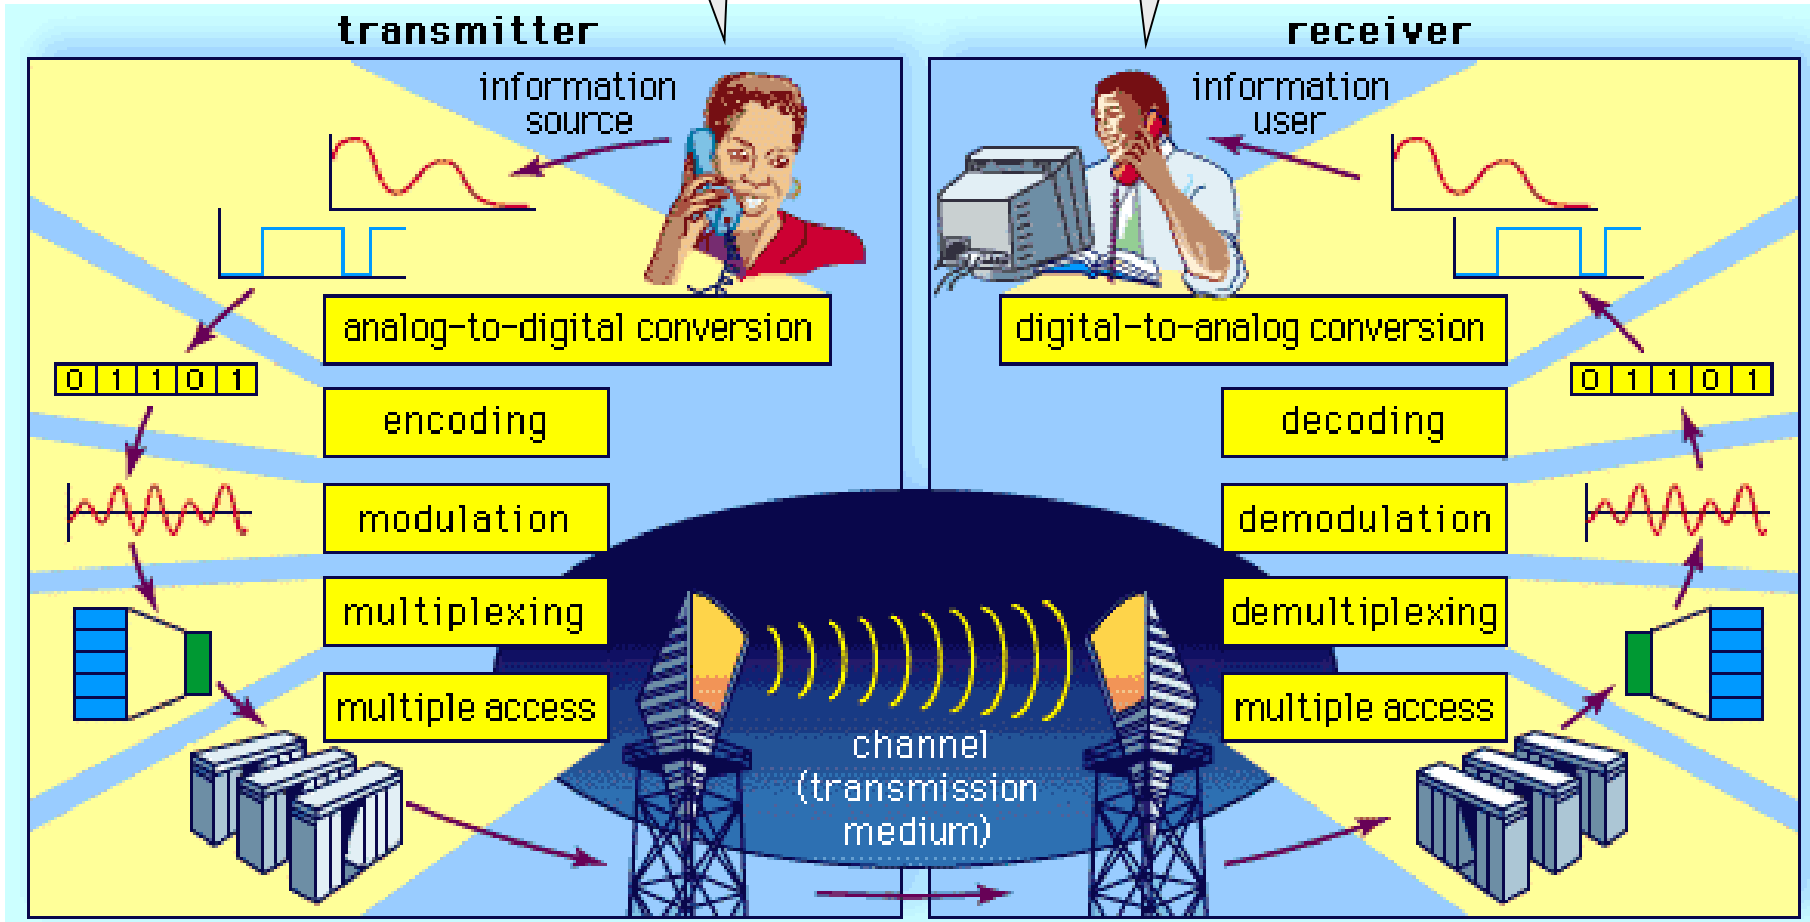 transmitter
information
source
analog-to-digital conversion
0 1 1 0 1
encoding
modulation
multiplexing
multiple access
channel
(transmission
medium)
receiver
information
user
digital-to-analog conversion
0 1 1 0 1
decoding
demodulation
demultiplexing
multiple access